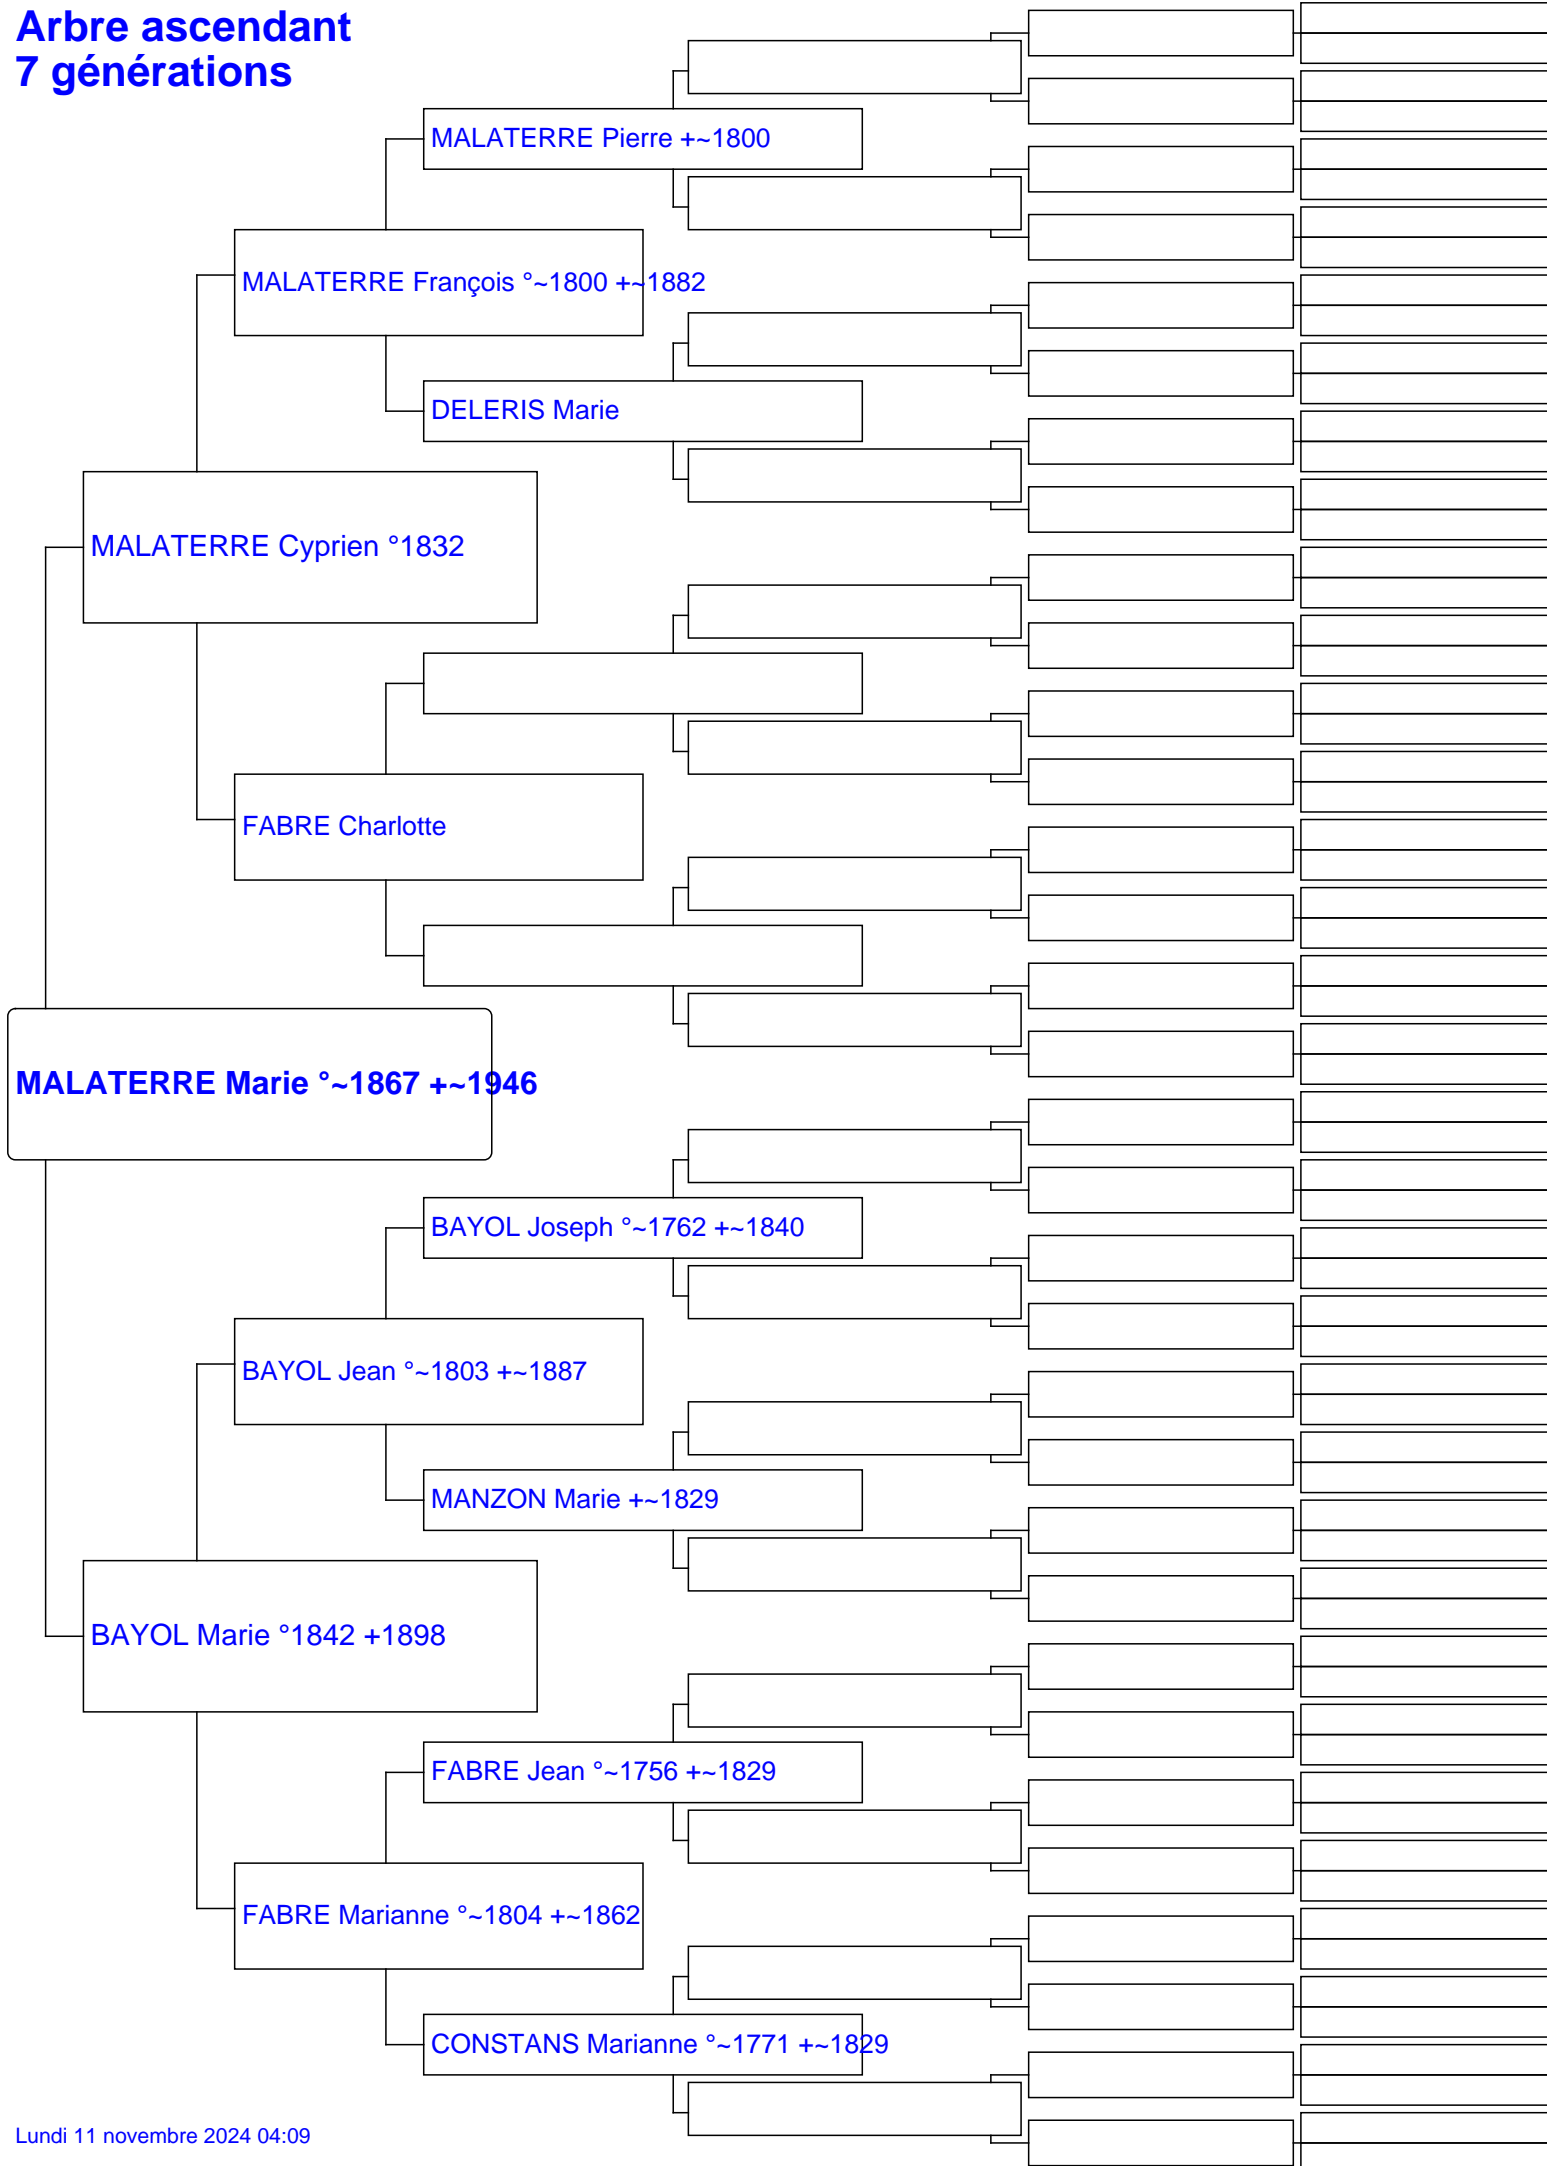 Arbre ascendant
7 générations
MALATERRE Pierre +~1800
MALATERRE François °~1800 +~1882
DELERIS Marie
MALATERRE Cyprien °1832
FABRE Charlotte
MALATERRE Marie °~1867 +~1946
BAYOL Joseph °~1762 +~1840
BAYOL Jean °~1803 +~1887
MANZON Marie +~1829
BAYOL Marie °1842 +1898
FABRE Jean °~1756 +~1829
FABRE Marianne °~1804 +~1862
CONSTANS Marianne °~1771 +~1829
Lundi 11 novembre 2024 04:09